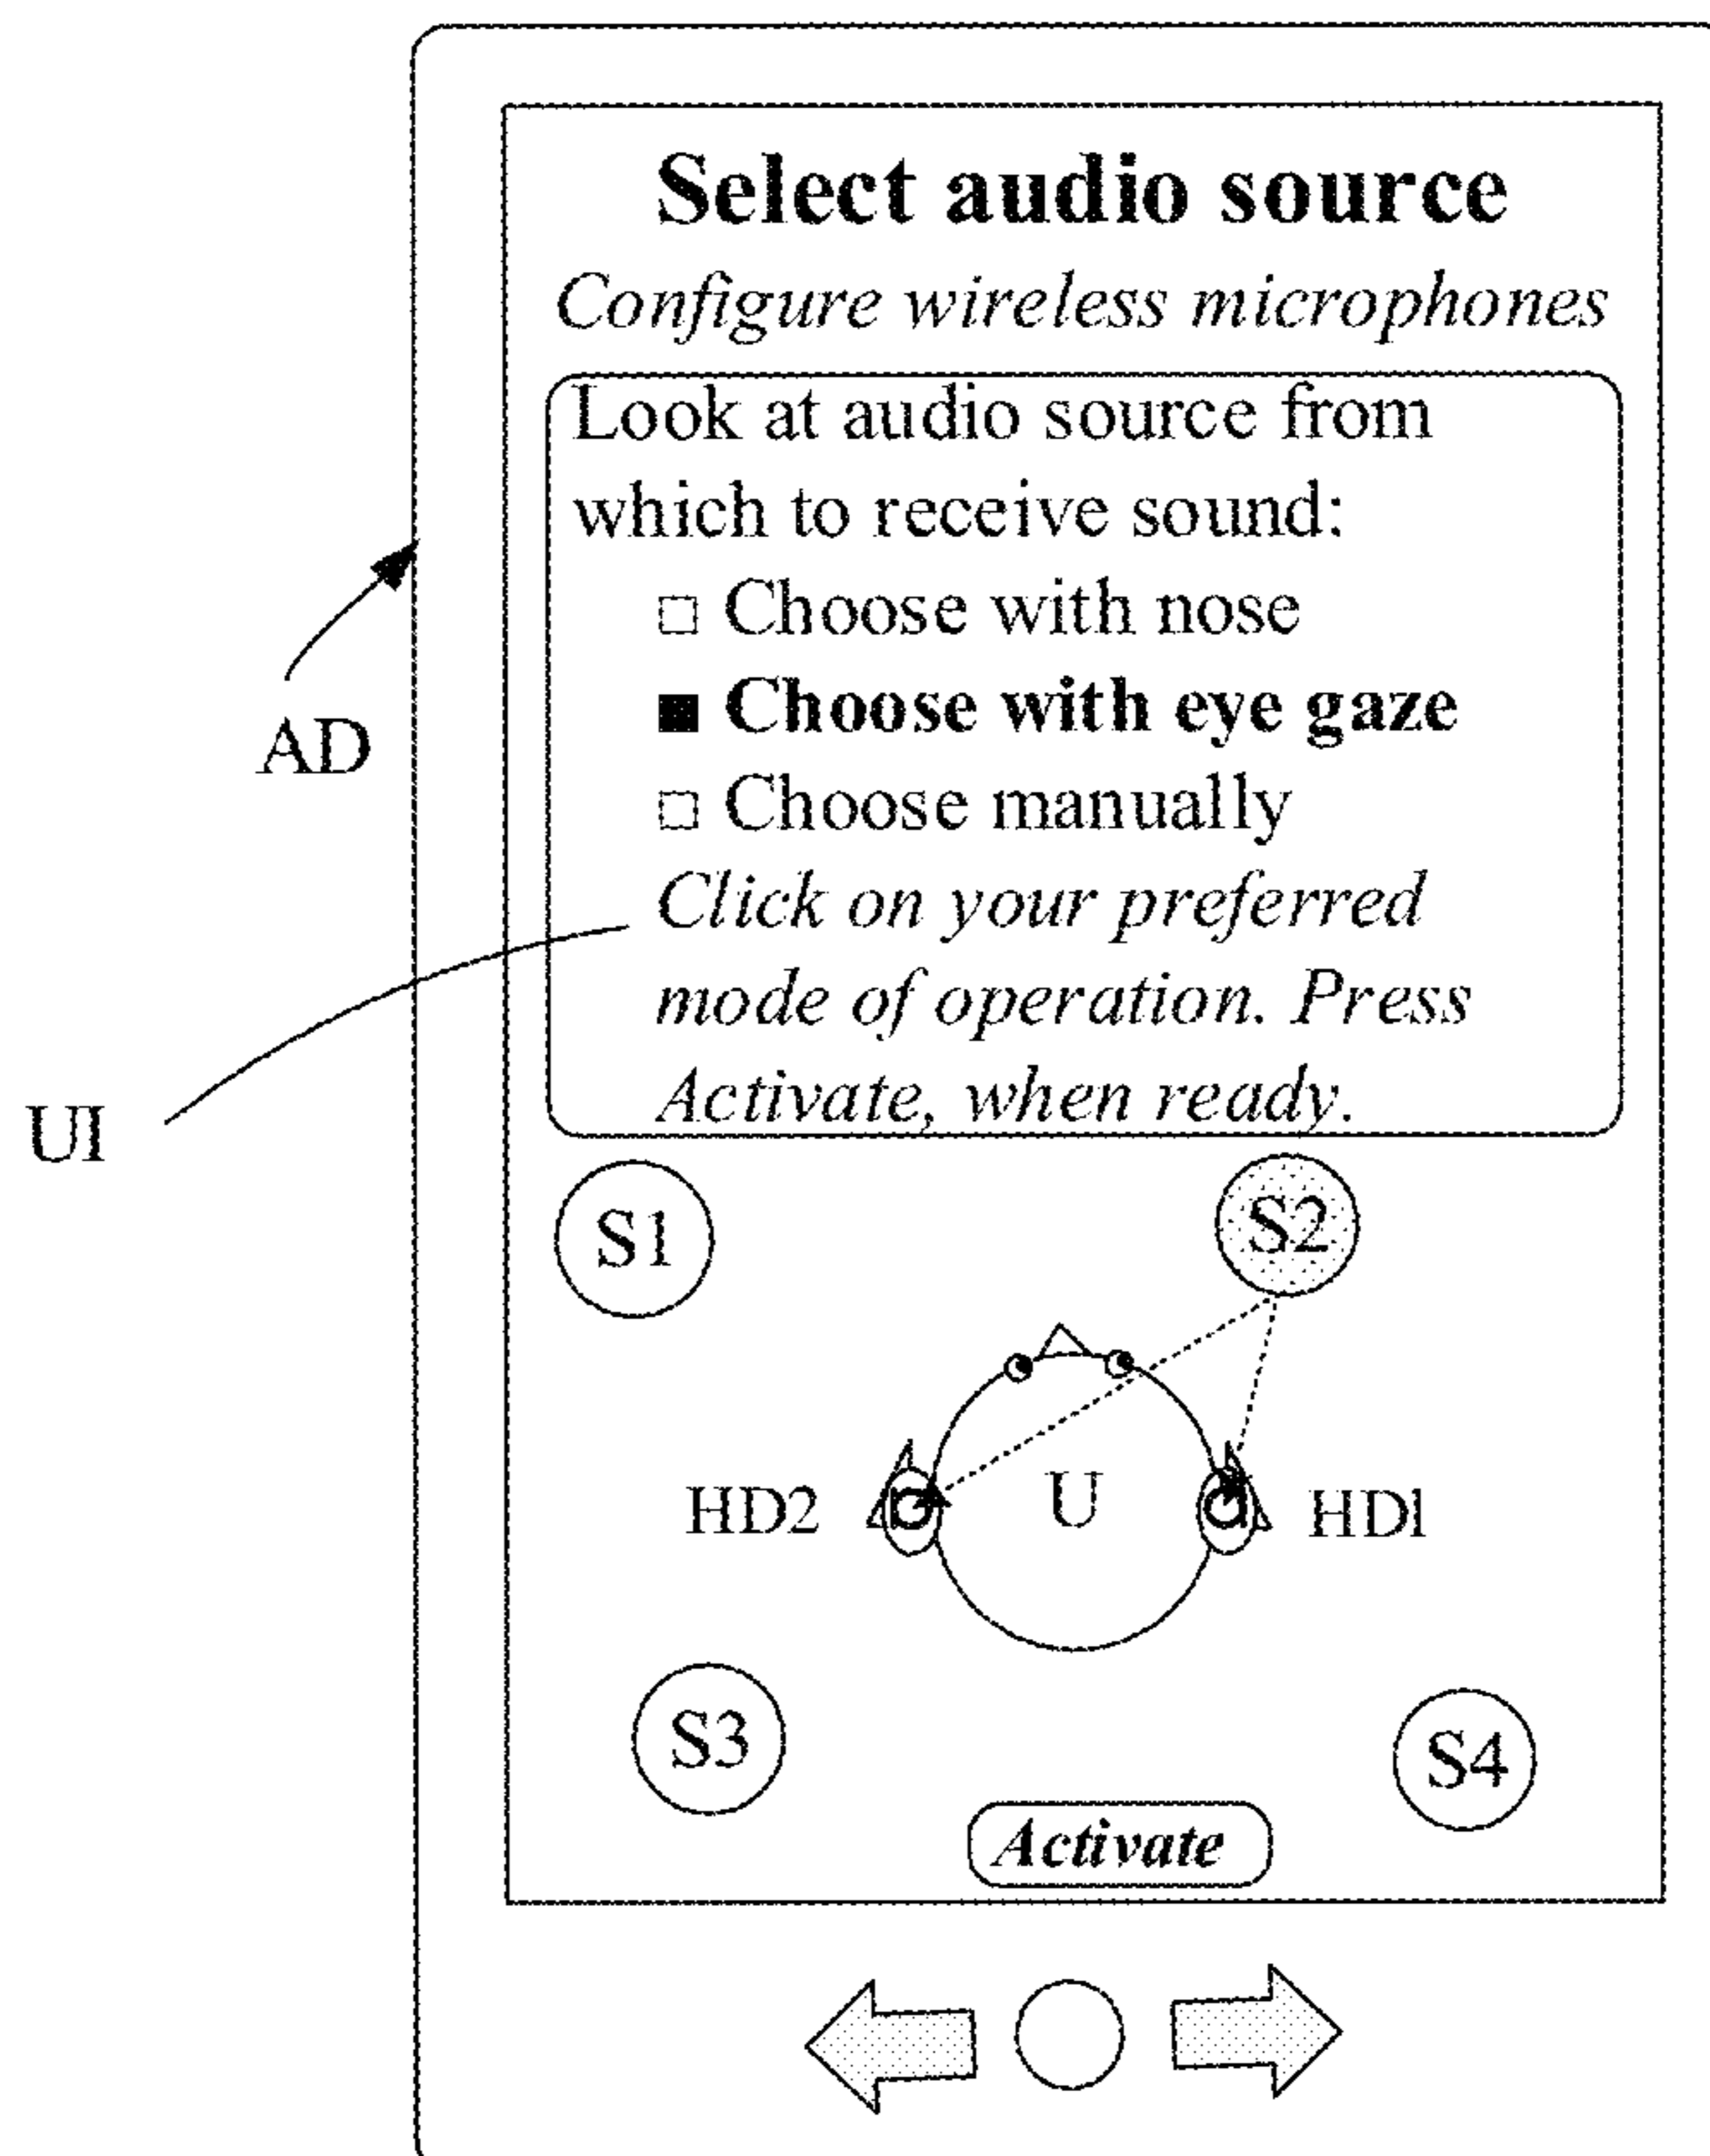 Select audio source
Configure wireless microphones
Look at audio source from
which to receive sound:
Choose with nose
Choose with eye gaze
Choose manually
Click on your preferred
mode of operation. Press
Activate, when ready.
AD
UI
S1
S2
HD2
U
HD1
S3
S4
Activate